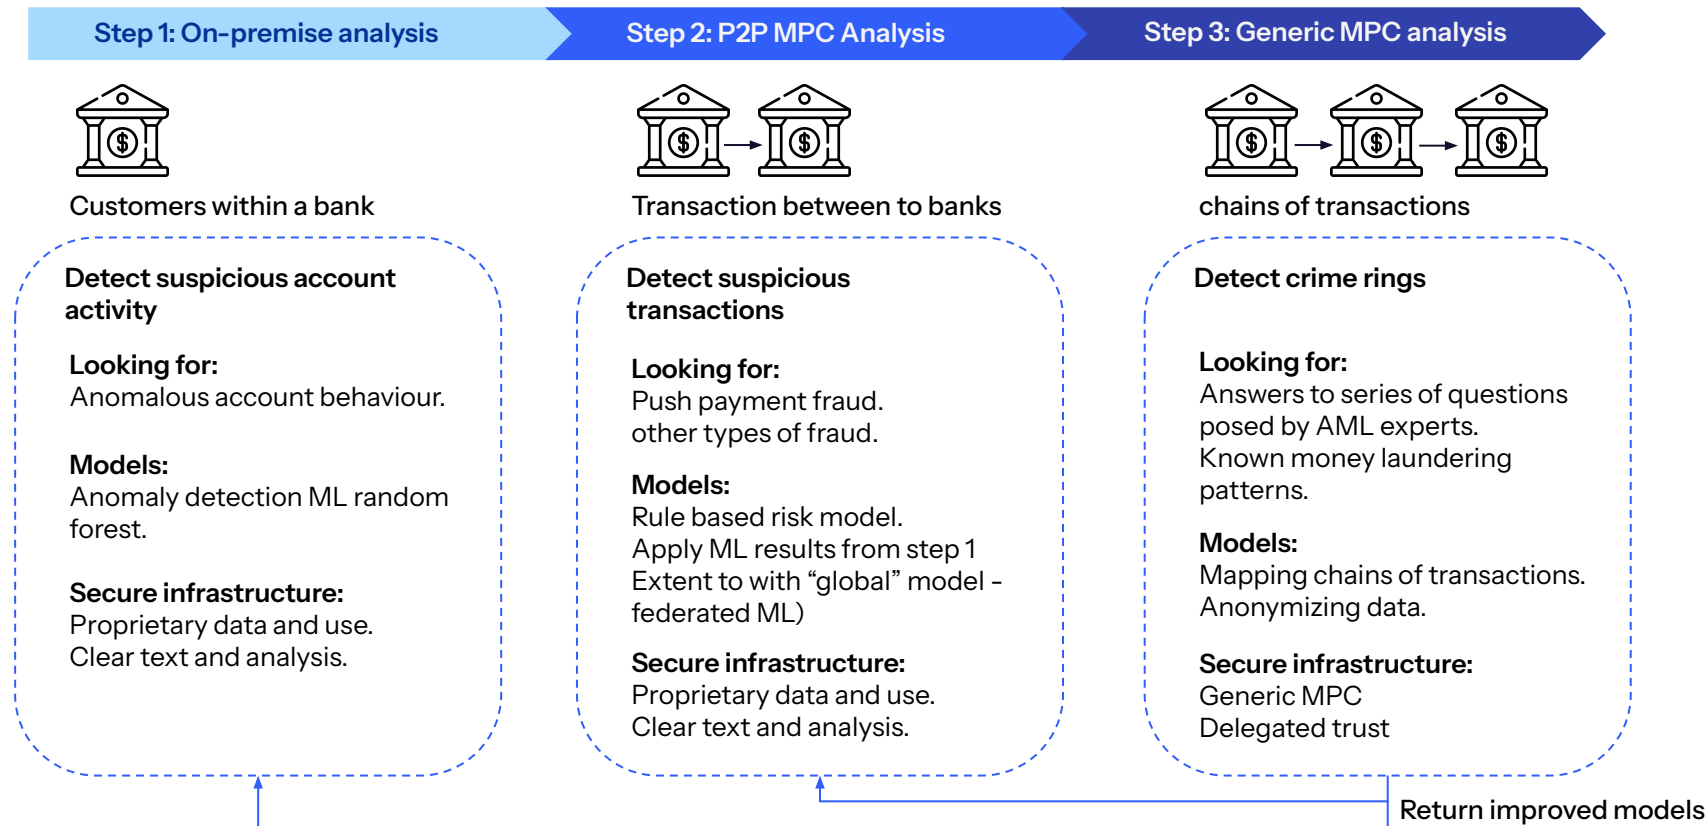 Step 1: On-premise analysis
Step 2: P2P MPC Analysis
Step 3: Generic MPC analysis
$
$
$
$
$
$
Customers within a bank
Transaction between to banks
chains of transactions
Detect suspicious account
activity
Looking for:
Anomalous account behaviour.
Models:
Anomaly detection ML random
forest.
Secure infrastructure:
Proprietary data and use.
Clear text and analysis.
Detect suspicious
transactions
Looking for:
Push payment fraud.
other types of fraud.
Models:
Rule based risk model.
Apply ML results from step 1
Extent to with “global” model -
federated ML)
Secure infrastructure:
Proprietary data and use.
Clear text and analysis.
Detect crime rings
Looking for:
Answers to series of questions
posed by AML experts.
Known money laundering
patterns.
Models:
Mapping chains of transactions.
Anonymizing data.
Secure infrastructure:
Generic MPC
Delegated trust
Return improved models